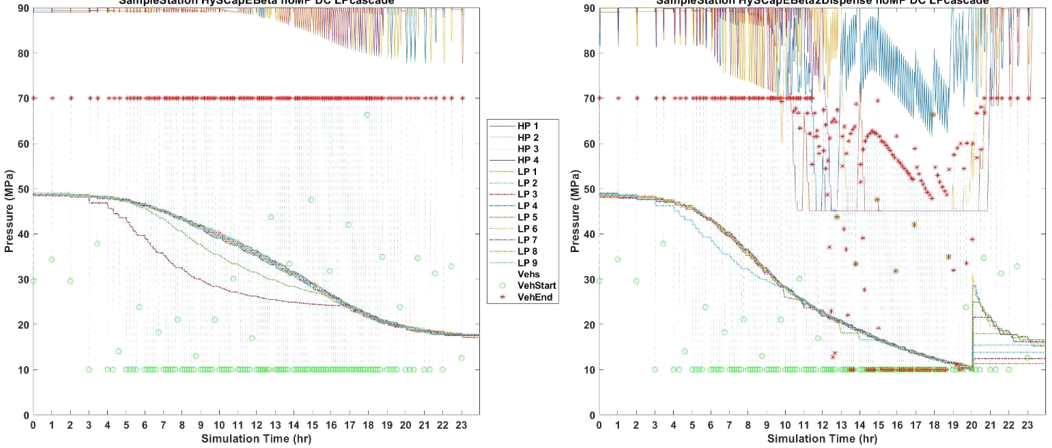 SampleStation HySCapEBeta noMP DC LPcascade
90
80
70
60
50
40
30
20
10
0
Pressure (MPa)
0 1 2 3 4 5 6 7 8 9 10 11 12 13 14 15 16 17 18 19 20 21 22 23
Simulation Time (hr)
HP 1
HP 2
HP 3
HP 4
LP 1
LP 2
LP 3
LP 4
LP 5
LP 6
LP 7
LP 8
LP 9
Vehs
VehStart
VehEnd
SampleStation HySCapEBeta2Dispense noMP DC LPcascade
90
80
70
60
50
40
30
20
10
0
Pressure (MPa)
0 1 2 3 4 5 6 7 8 9 10 11 12 13 14 15 16 17 18 19 20 21 22 23
Simulation Time (hr)